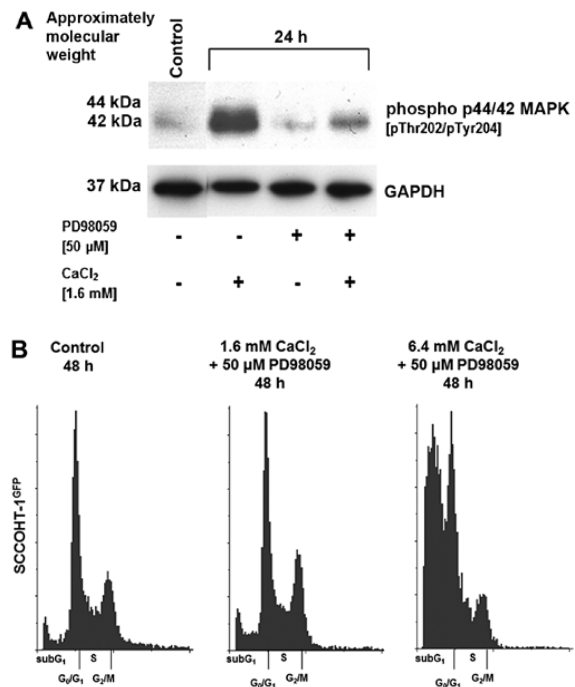 A
Approximately
molecular
weight
Control
24 h
44 kDa
42 kDa
phospho p44/42 MAPK
[pThr202/pTyr204]
37 kDa
GAPDH
PD98059
[50 µM]
- - + +
CaCl₂
[1.6 mM]
- + - +
B
Control
48 h
1.6 mM CaCl₂
+ 50 µM PD98059
48 h
6.4 mM CaCl₂
+ 50 µM PD98059
48 h
SCCOHT-1ᴳᶠᴾ
subG₁ S
G₀/G₁ G₂/M
subG₁ S
G₀/G₁ G₂/M
subG₁ S
G₀/G₁ G₂/M